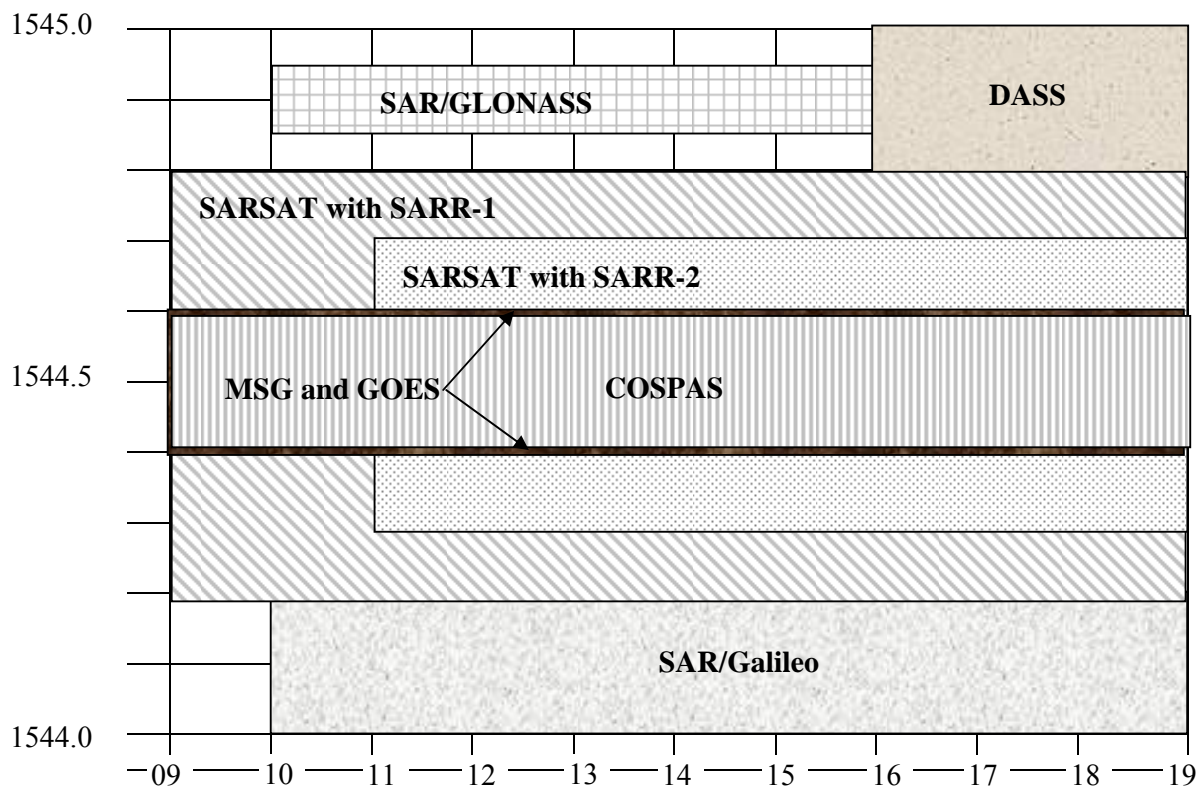 1545.0
SAR/GLONASS
DASS
SARSAT with SARR-1
SARSAT with SARR-2
1544.5
MSG and GOES
COSPAS
SAR/Galileo
1544.0
09 10 11 12 13 14 15 16 17 18 19